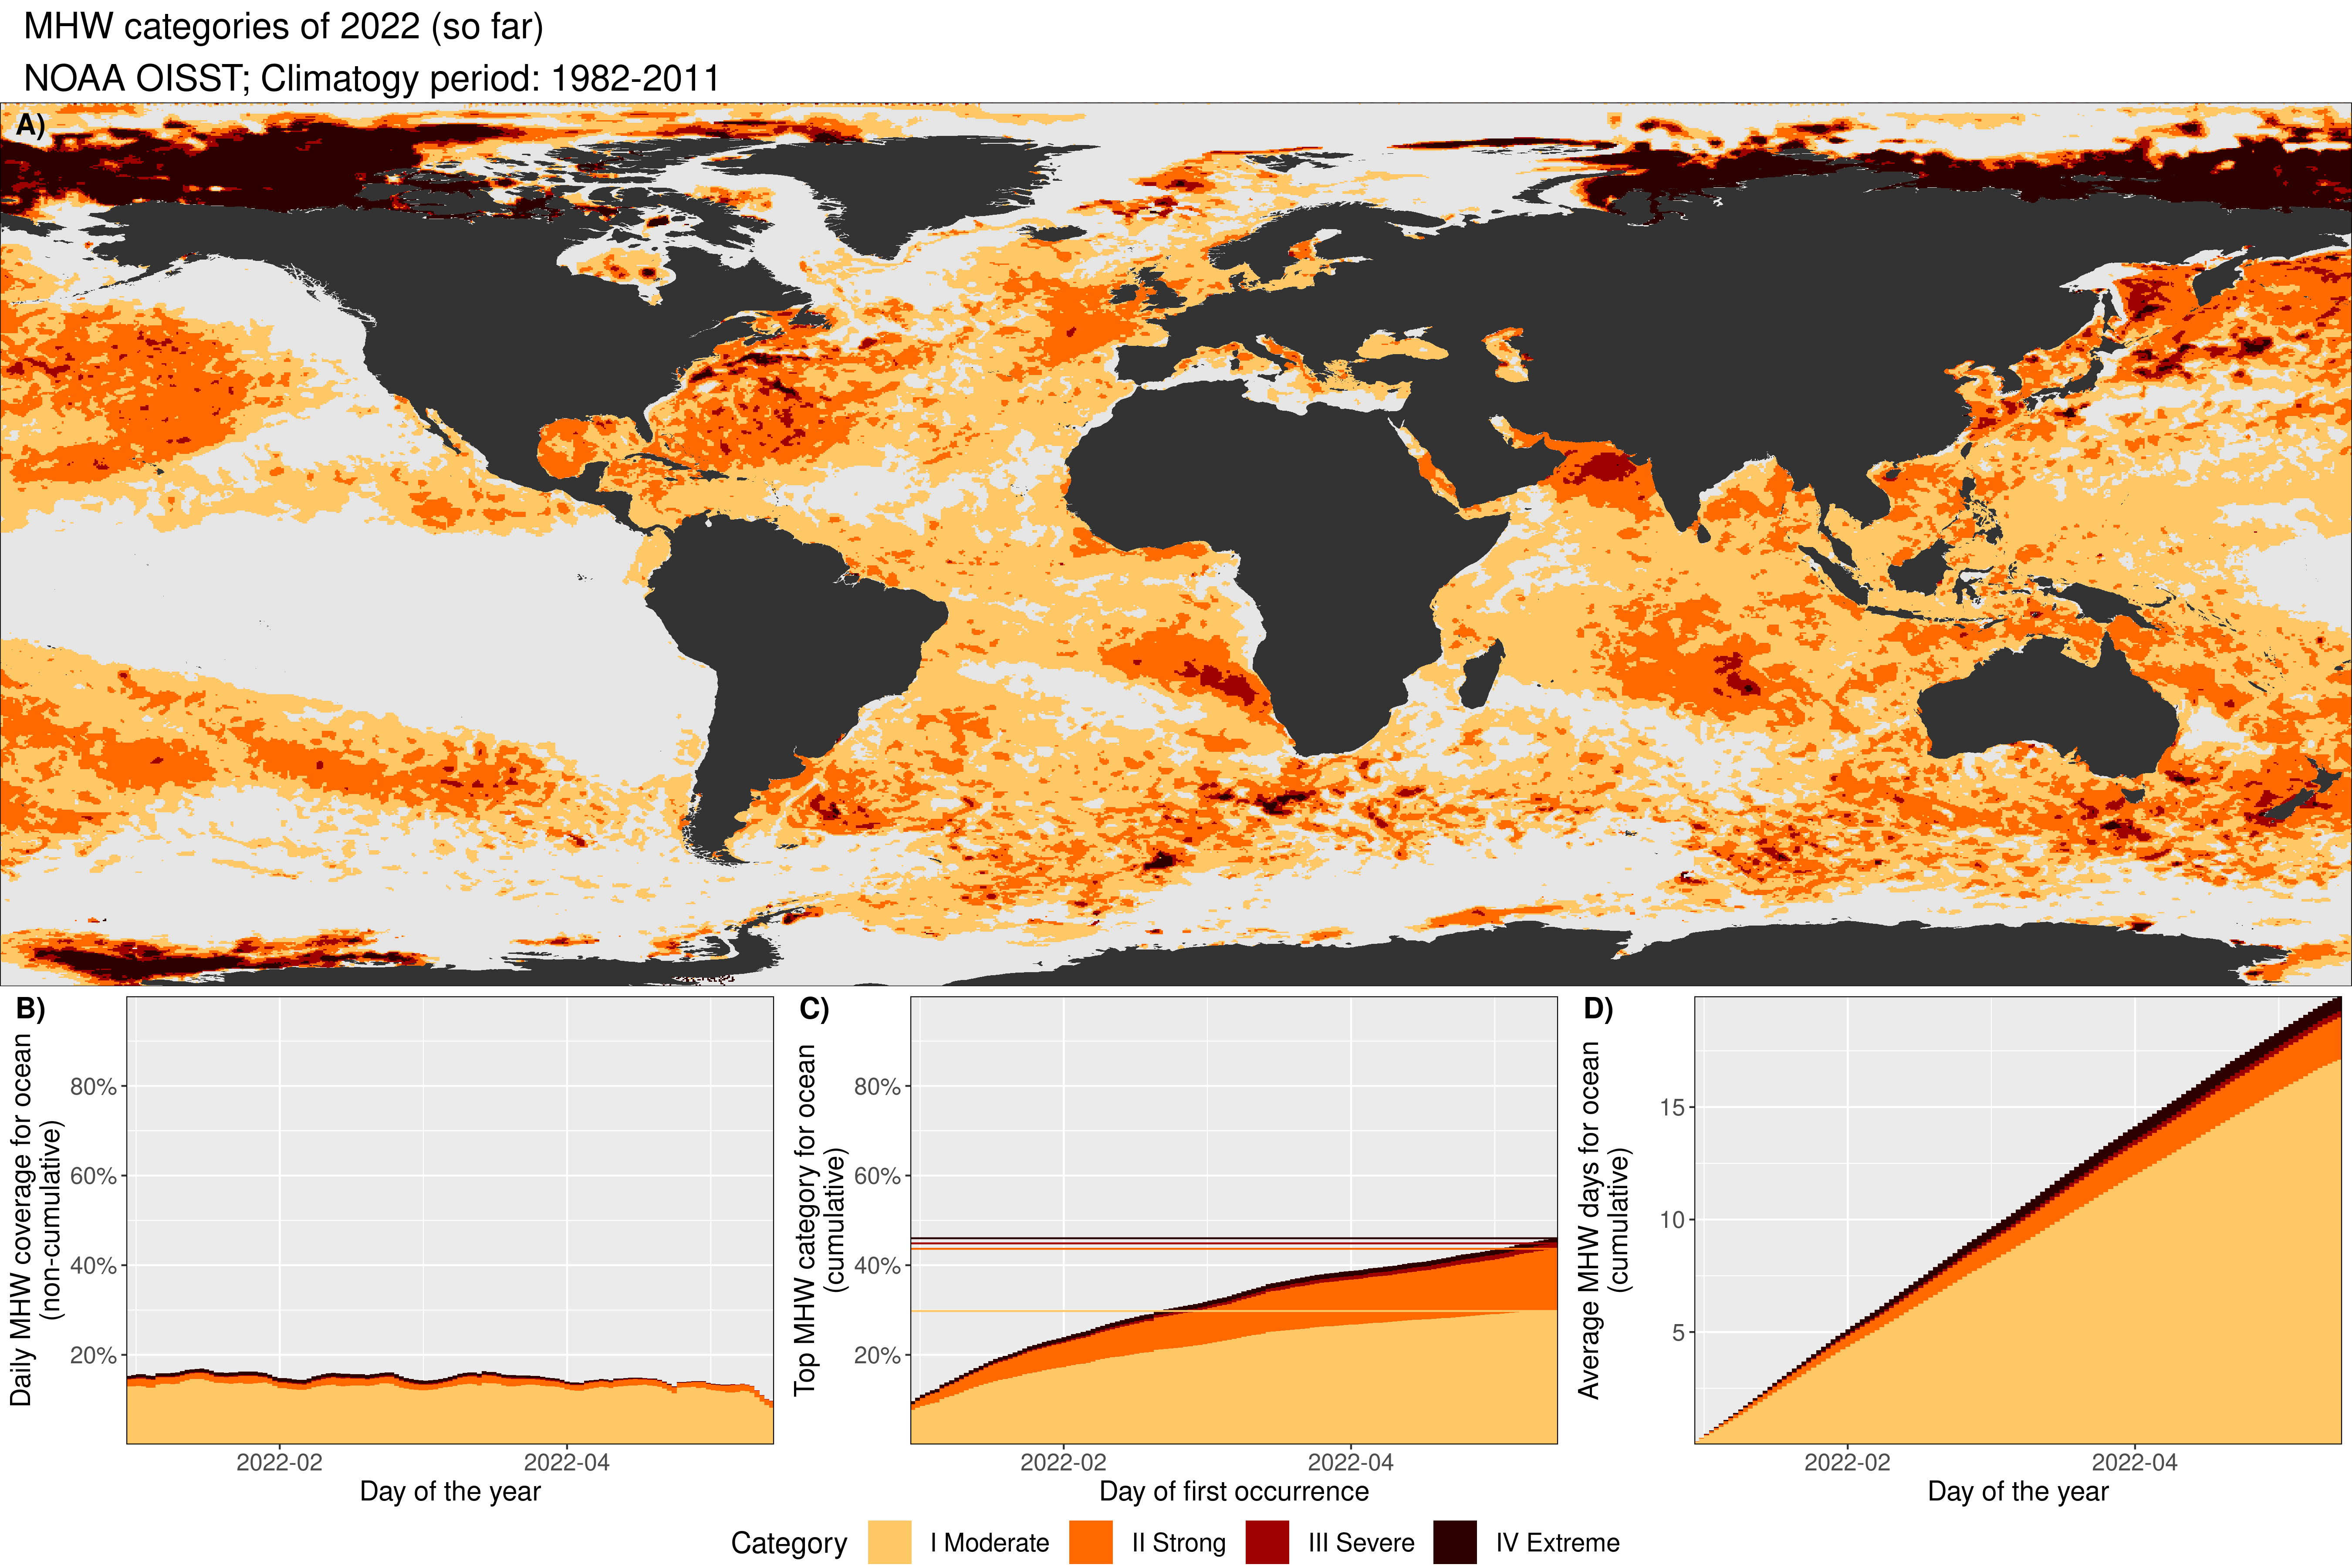 MHW categories of 2022 (so far)
NOAA OISST; Climatogy period: 1982-2011
A)
B)
Daily MHW coverage for ocean
(non-cumulative)
80%
60%
40%
20%
2022-02
2022-04
Day of the year
C)
Top MHW category for ocean
(cumulative)
80%
60%
40%
20%
2022-02
2022-04
Day of first occurrence
D)
Average MHW days for ocean
(cumulative)
15
10
5
2022-02
2022-04
Day of the year
Category I Moderate II Strong III Severe IV Extreme